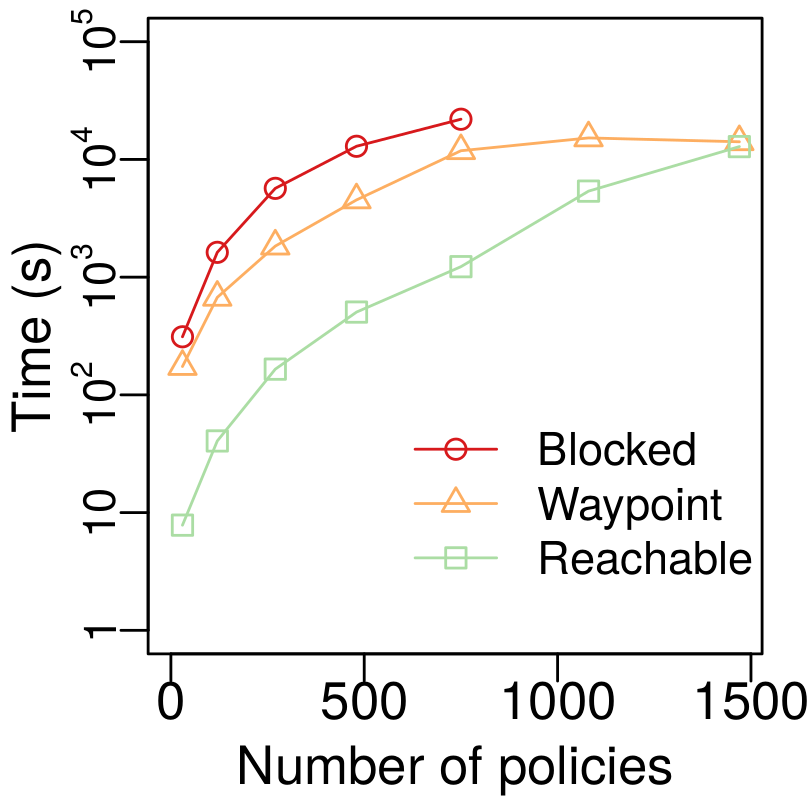 Time (s)
10^5
10^4
10^3
10^2
10
1
Blocked
Waypoint
Reachable
0 500 1000 1500
Number of policies